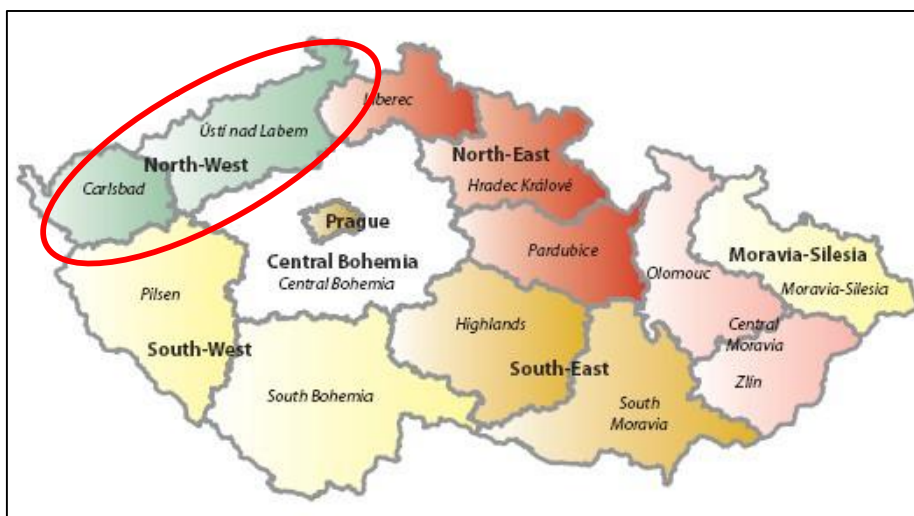 Liberec
Ústí nad Labem
North-East
North-West
Carlsbad
Hradec Králové
Prague
Pardubice
Moravia-Silesia
Central Bohemia
Olomouc
Central Bohemia
Moravia-Silesia
Pilsen
Highlands
Central
Moravia
South-West
South-East
Zlín
South Bohemia
South
Moravia